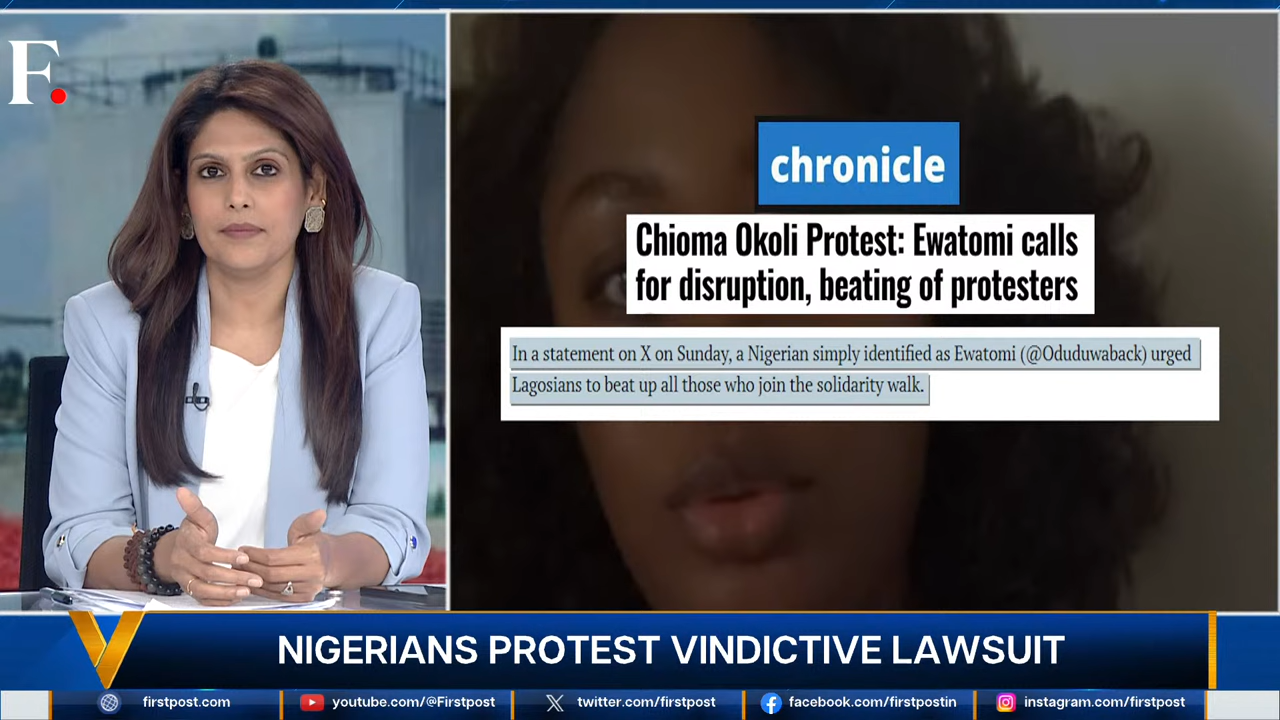 F.
chronicle
Chioma Okoli Protest: Ewatomi calls
for disruption, beating of protesters
In a statement on X on Sunday, a Nigerian simply identified as Ewatomi (@Oduduwaback) urged
Lagosians to beat up all those who join the solidarity walk.
V
NIGERIANS PROTEST VINDICTIVE LAWSUIT
firstpost.com
youtube.com/@Firstpost
twitter.com/firstpost
facebook.com/firstpostin
instagram.com/firstpost